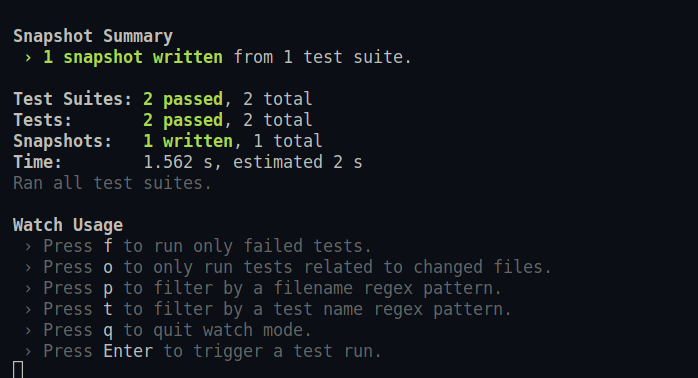 Snapshot Summary
› 1 snapshot written from 1 test suite.
Test Suites: 2 passed, 2 total
Tests:       2 passed, 2 total
Snapshots:   1 written, 1 total
Time:        1.562 s, estimated 2 s
Ran all test suites.
Watch Usage
› Press f to run only failed tests.
› Press o to only run tests related to changed files.
› Press p to filter by a filename regex pattern.
› Press t to filter by a test name regex pattern.
› Press q to quit watch mode.
› Press Enter to trigger a test run.